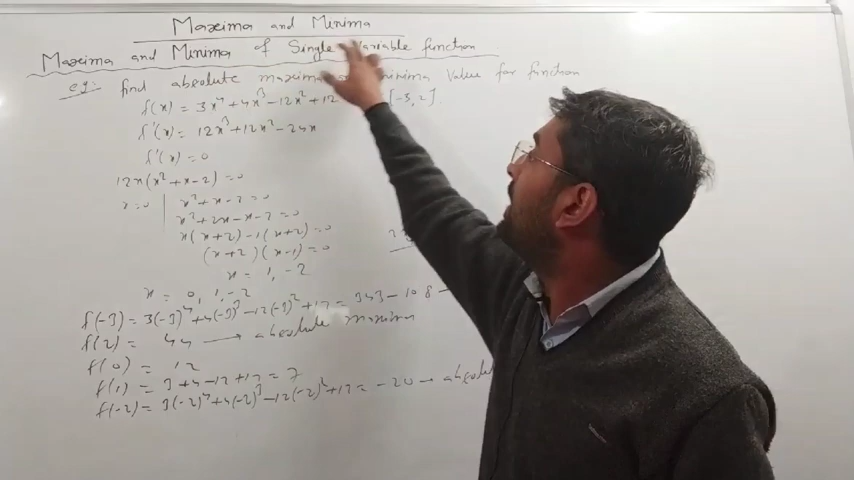 Maxima and Minima
Maxima and Minima of Single Variable function
eg:- find absolute maxima minima value for function
f(x) = 3x⁴ + 4x³ - 12x² + 12 [-3, 2].
f'(x) = 12x³ + 12x² - 24x
f'(x) = 0
12x(x² + x - 2) = 0
x = 0 | x² + x - 2 = 0
x² + 2x - x - 2 = 0
x(x + 2) - 1(x + 2) = 0
(x + 2) (x - 1) = 0
x = 1, -2
x = 0, 1, -2
f(-3) = 3(-3)⁴ + 4(-3)³ - 12(-3)² + 12 = 343 - 108 -
f(2) = 44 → absolute maxima
f(0) = 12
f(1) = 3 + 4 - 12 + 12 = 7
f(-2) = 3(-2)⁴ + 4(-2)³ - 12(-2)² + 12 = -20 →